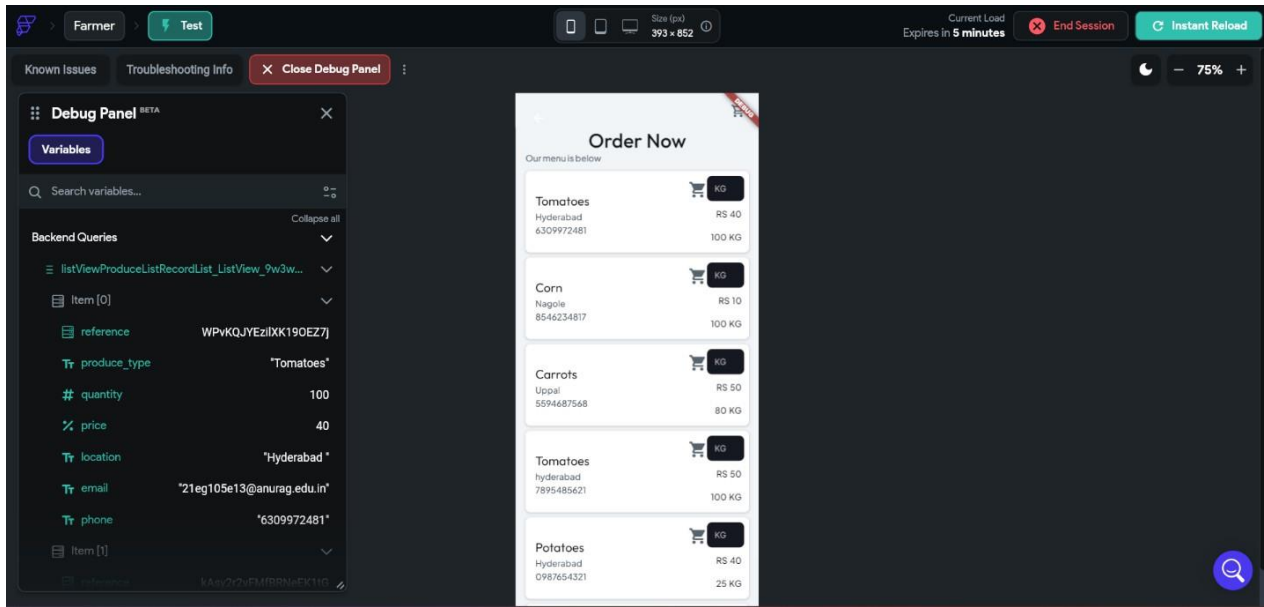 Farmer
Test
Size (px)
393 × 852
Current Load
Expires in 5 minutes
End Session
Instant Reload
Known Issues
Troubleshooting Info
Close Debug Panel
75%
Debug Panel BETA
Variables
Search variables...
Collapse all
Backend Queries
listViewProduceListRecordList_ListView_9w3w...
Item [0]
reference WPvKQJYEzilXK19OEZ7j
produce_type "Tomatoes"
quantity 100
price 40
location "Hyderabad "
email "21eg105e13@anurag.edu.in"
phone "6309972481"
Item [1]
reference
DEBUG
Order Now
Our menu is below
Tomatoes
KG
Hyderabad
RS 40
6309972481
100 KG
Corn
KG
Nagole
RS 10
8546234817
100 KG
Carrots
KG
Uppal
RS 50
5594687568
80 KG
Tomatoes
KG
hyderabad
RS 50
7895485621
100 KG
Potatoes
KG
Hyderabad
RS 40
0987654321
25 KG